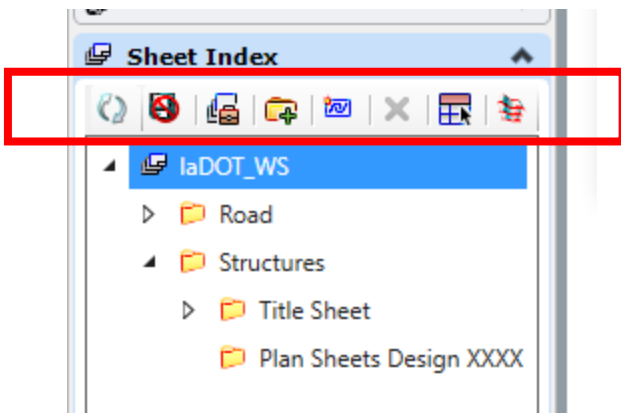 Sheet Index
IaDOT_WS
Road
Structures
Title Sheet
Plan Sheets Design XXXX